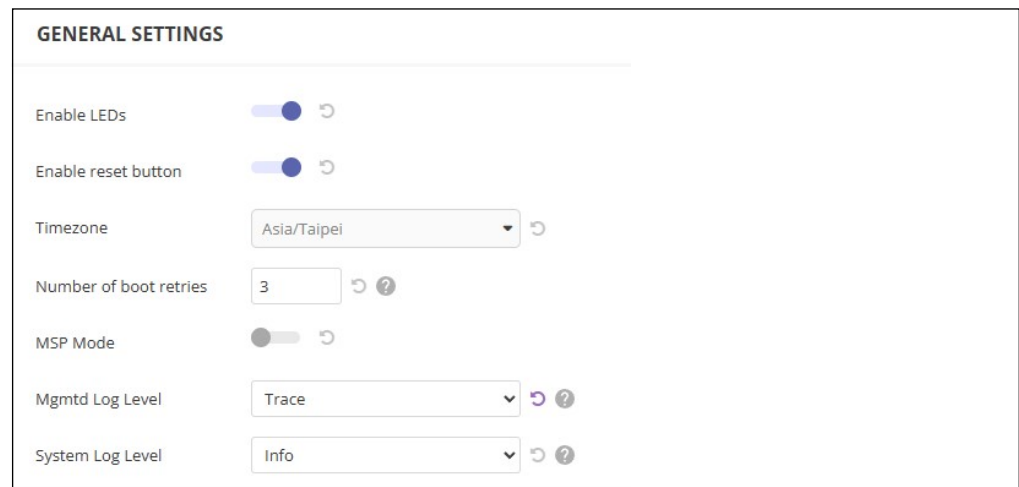 GENERAL SETTINGS
Enable LEDs
Enable reset button
Timezone Asia/Taipei
Number of boot retries 3 ?
MSP Mode
Mgmtd Log Level Trace ?
System Log Level Info ?